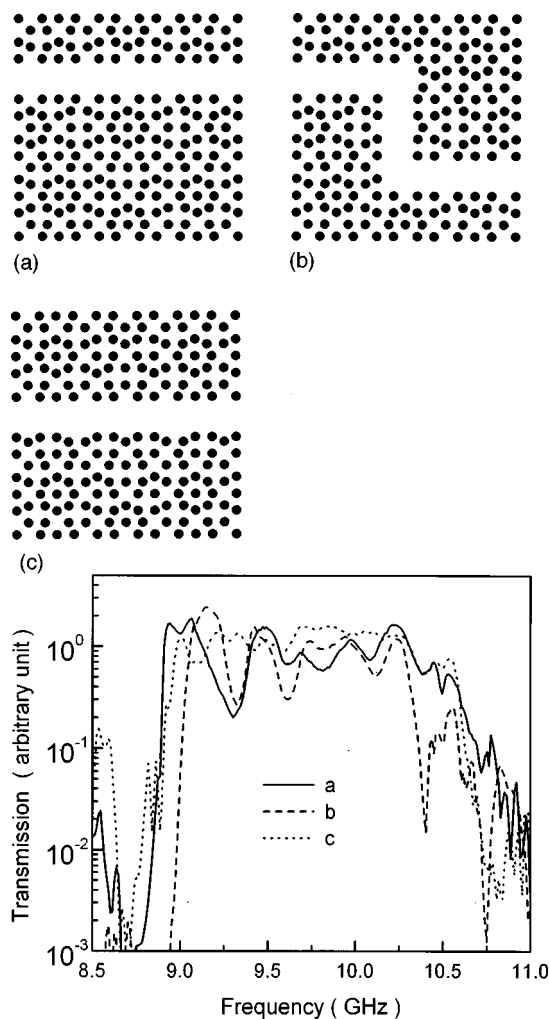 (a)
(b)
(c)
Transmission ( arbitrary unit )
10^0
10^-1
10^-2
10^-3
a
b
c
8.5 9.0 9.5 10.0 10.5 11.0
Frequency ( GHz )